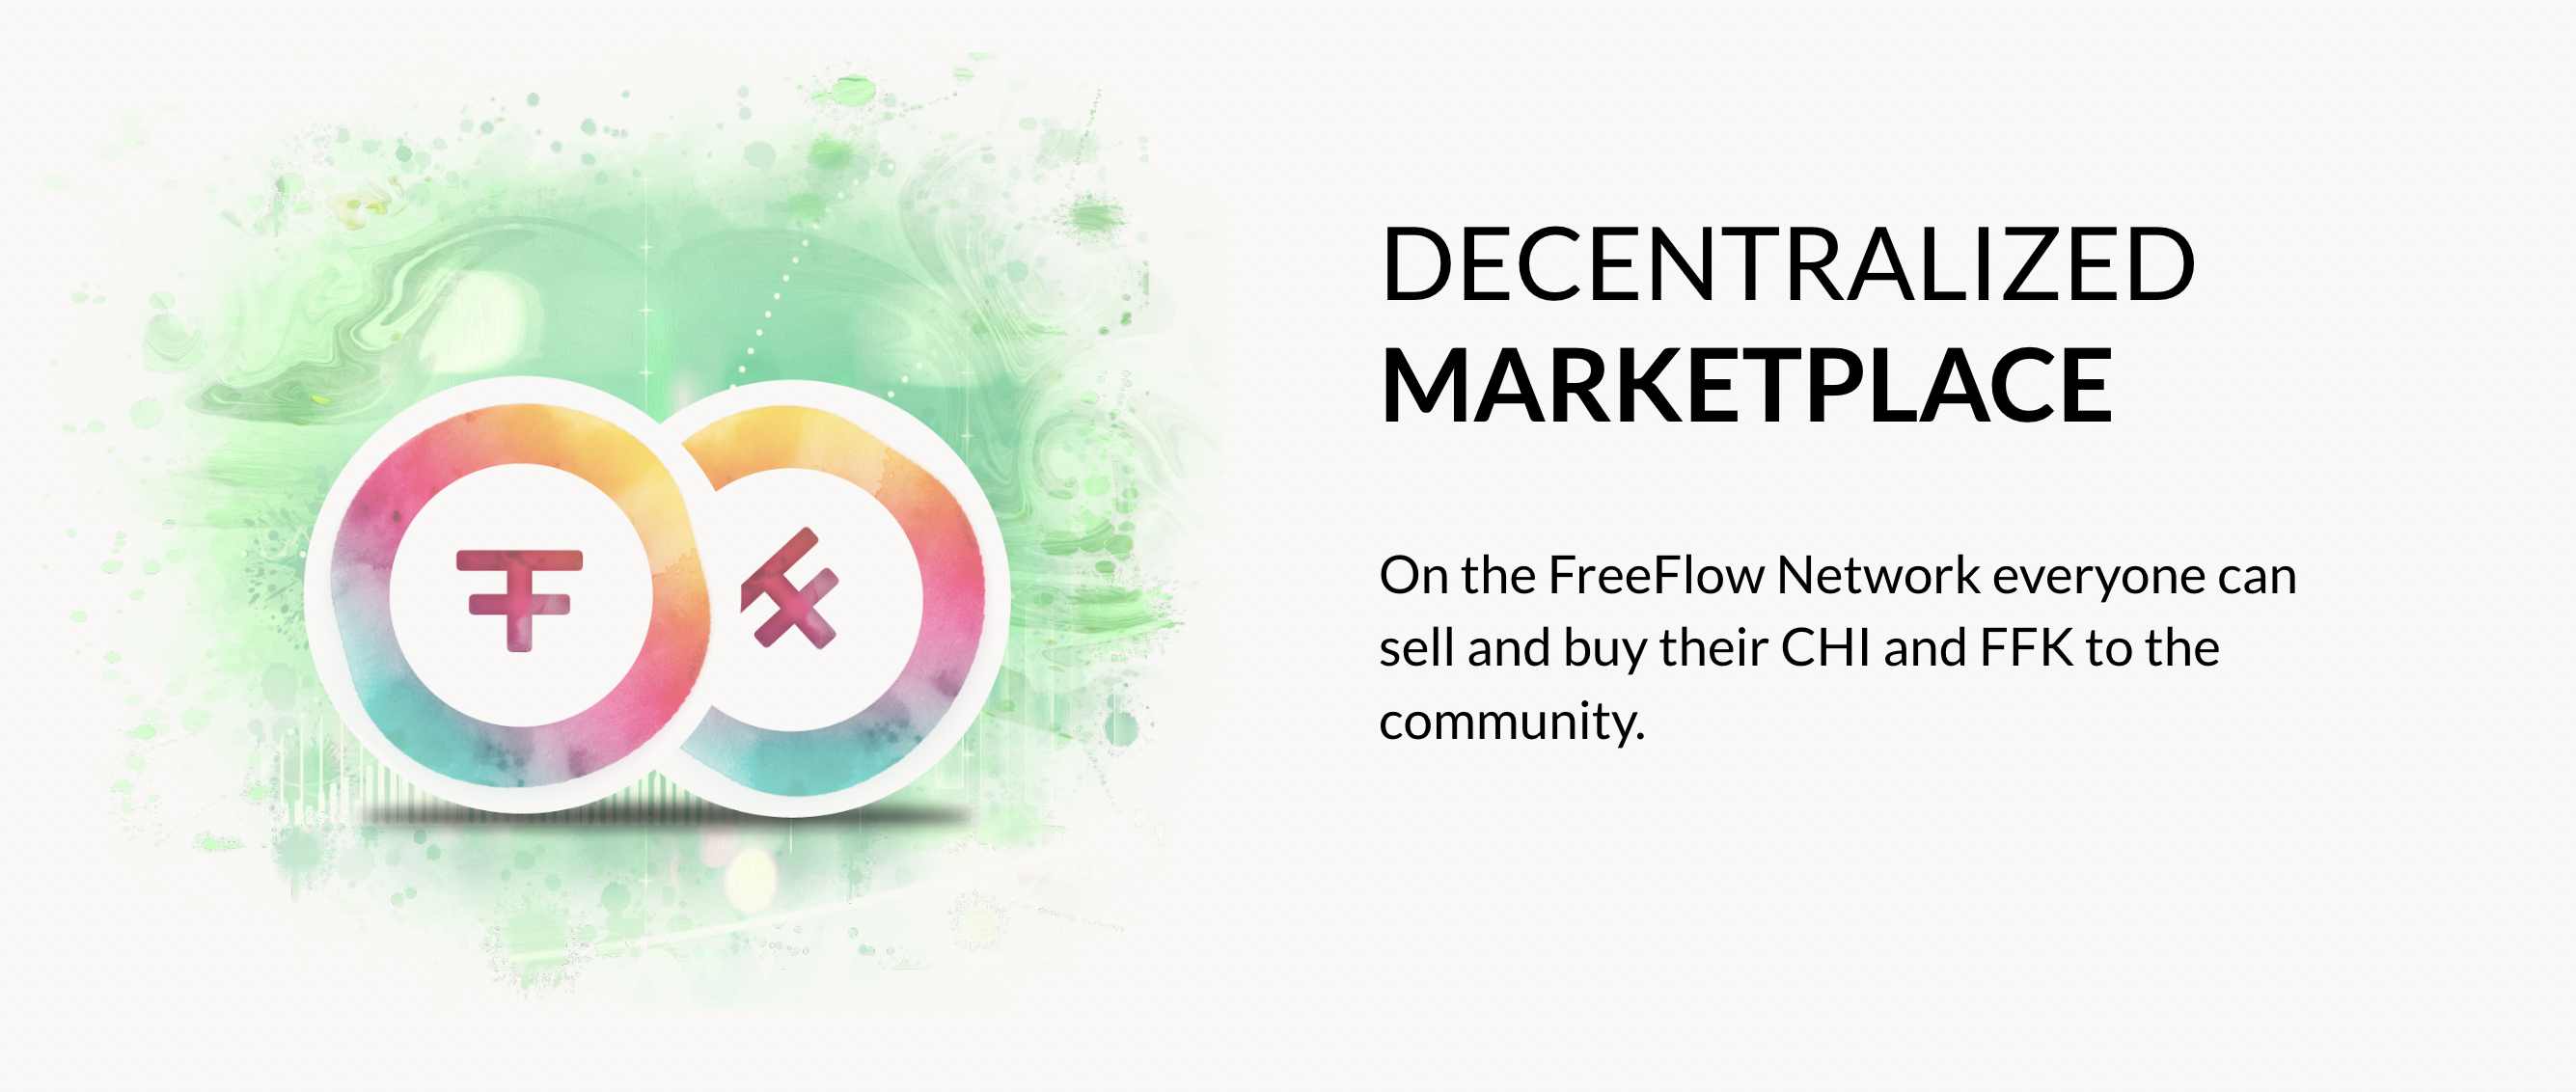 DECENTRALIZED
MARKETPLACE
On the FreeFlow Network everyone can
sell and buy their CHI and FFK to the
community.